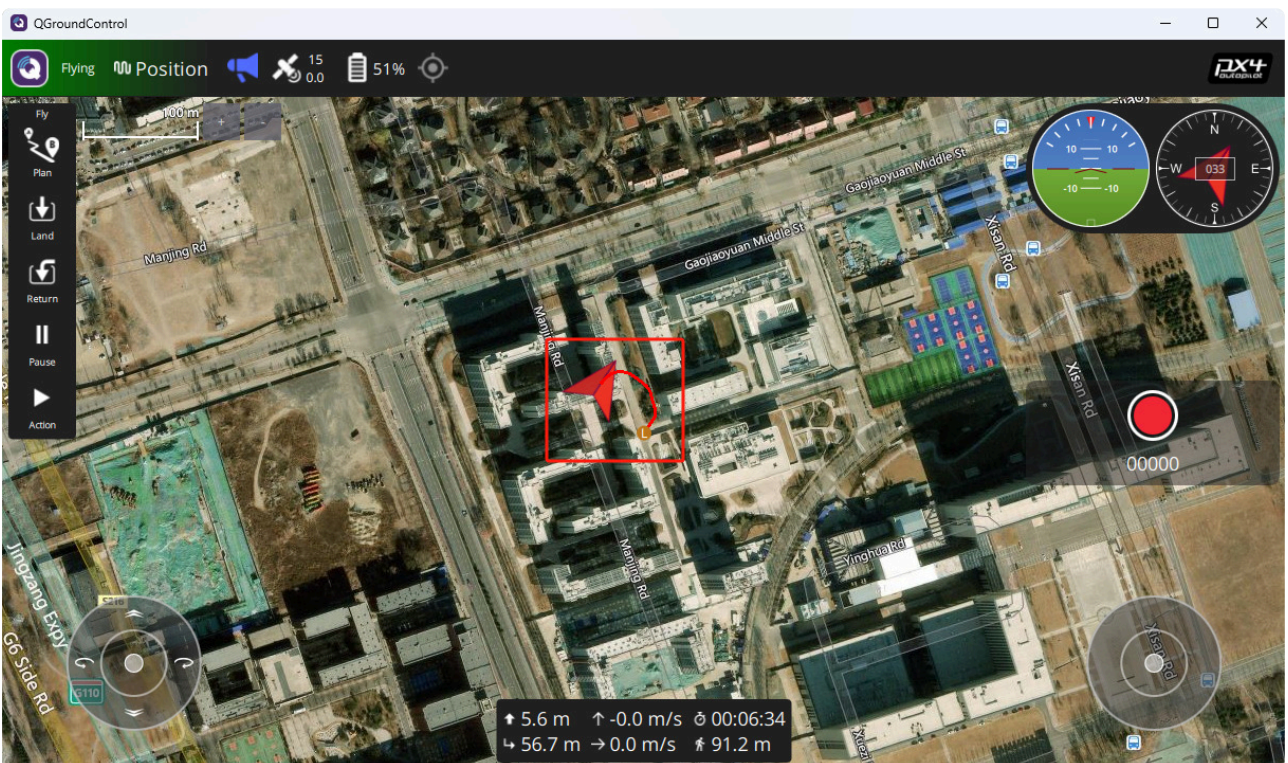 QGroundControl
Flying
Position
15
0.0
51%
PX4
autopilot
Fly
Plan
Land
Return
Pause
Action
100 m
+
Manjing Rd
Gaojiaoyuan Middle St
Gaojiaoyuan Middle St
Xisan Rd
10 10
-10 -10
N
W 033 E
S
Manjing Rd
Xisan Rd
L
00000
Manjing Rd
Yinghua Rd
Jingzang Expy
S216
G6 Side Rd
G110
Xisan Rd
5.6 m -0.0 m/s 00:06:34
56.7 m 0.0 m/s 91.2 m